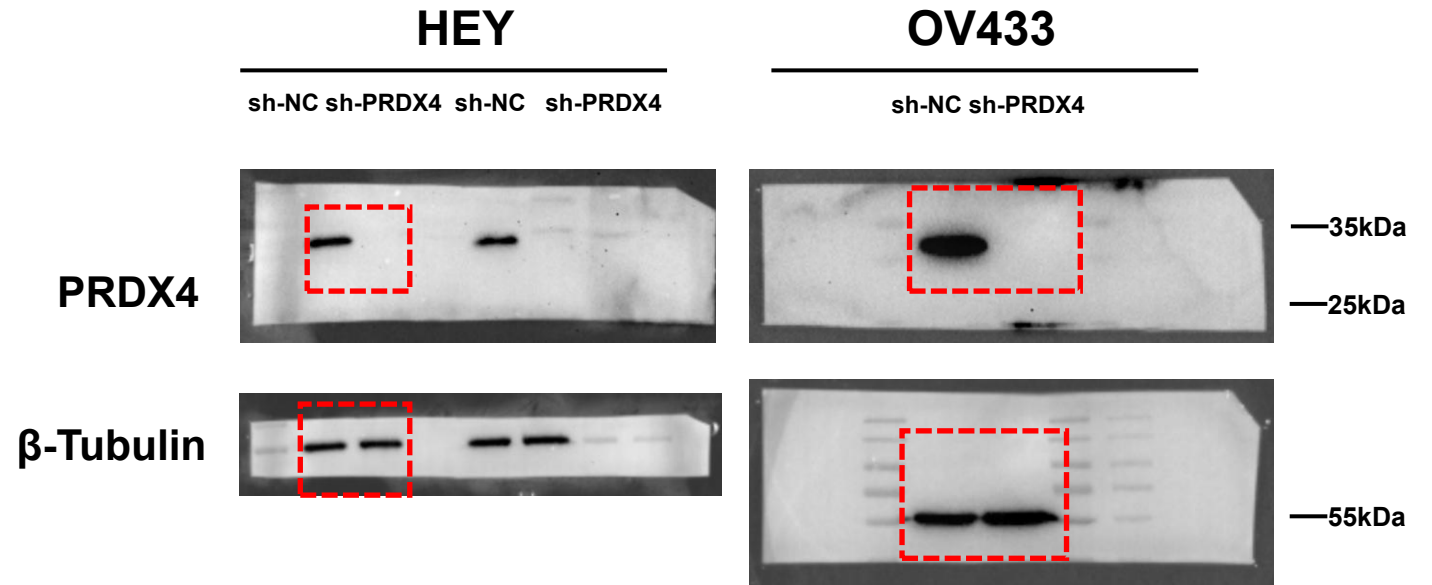 HEY OV433
sh-NC sh-PRDX4 sh-NC sh-PRDX4 sh-NC sh-PRDX4
PRDX4
35kDa
25kDa
β-Tubulin
55kDa